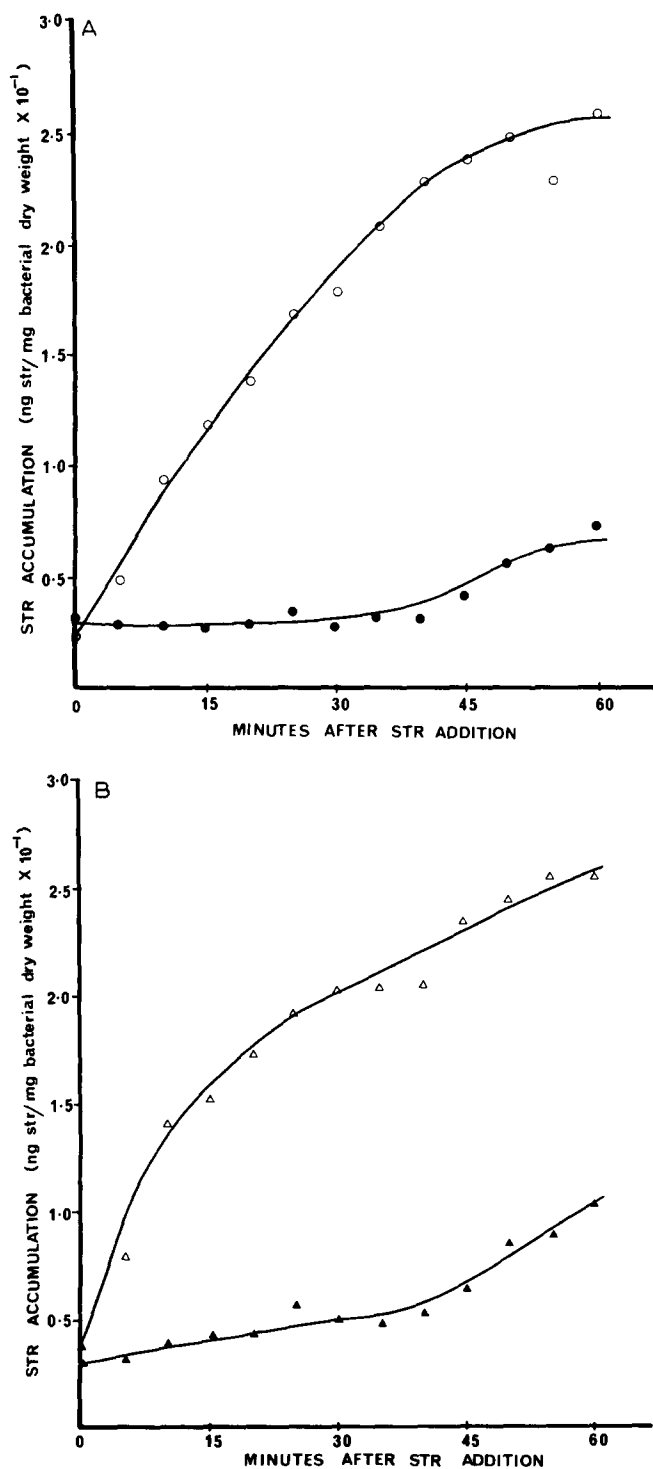 A
3·0
2·5
2·0
1·5
1·0
0·5
STR ACCUMULATION (ng str/mg bacterial dry weight X 10⁻¹)
0 15 30 45 60
MINUTES AFTER STR ADDITION
B
3·0
2·5
2·0
1·5
1·0
0·5
STR ACCUMULATION (ng str/mg bacterial dry weight X 10⁻¹)
0 15 30 45 60
MINUTES AFTER STR ADDITION